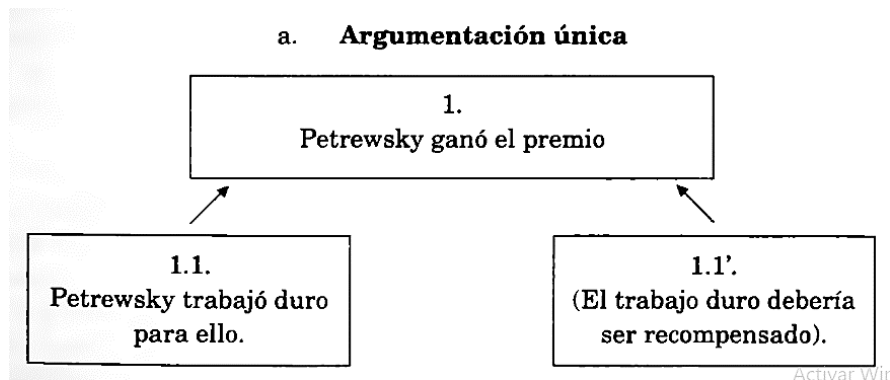 a. Argumentación única
1.
Petrewsky ganó el premio
1.1.
Petrewsky trabajó duro
para ello.
1.1’.
(El trabajo duro debería
ser recompensado).
Activar Win